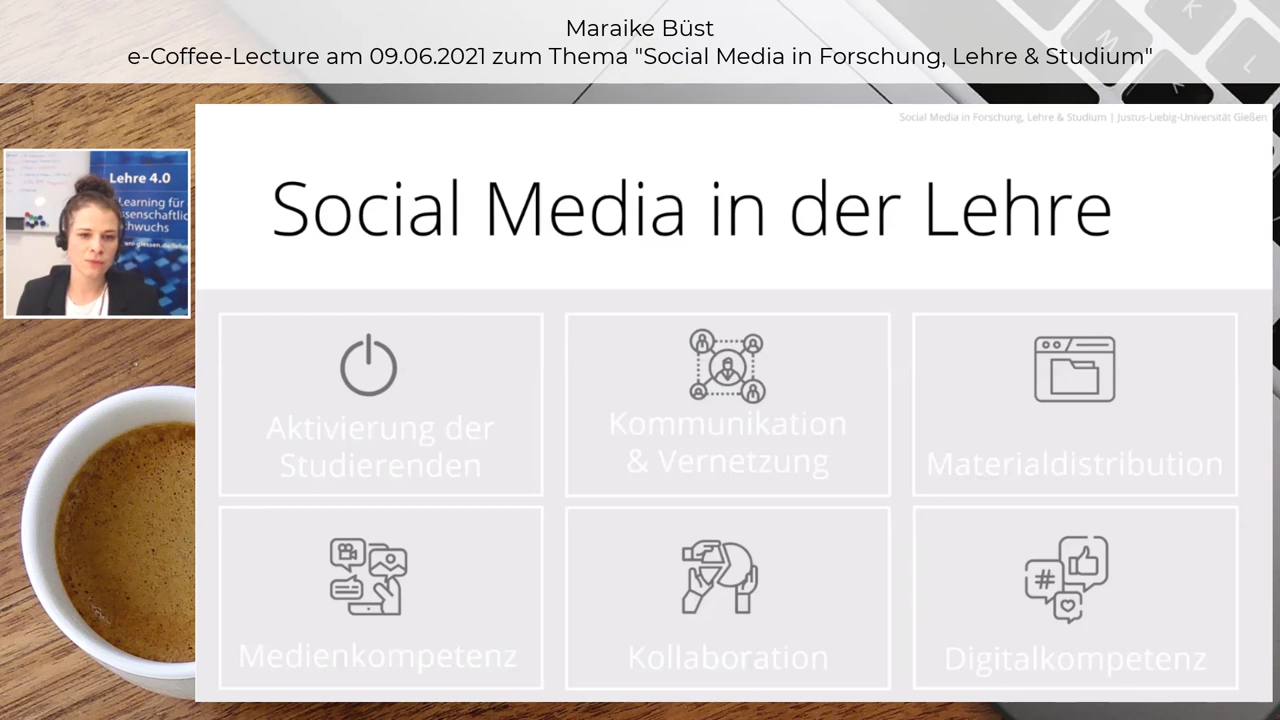 Maraike Büst
e-Coffee-Lecture am 09.06.2021 zum Thema "Social Media in Forschung, Lehre & Studium"
Social Media in Forschung, Lehre & Studium | Justus-Liebig-Universität Gießen
Lehre 4.0
Learning für
chwuchs
Social Media in der Lehre
Aktivierung der
Studierenden
Kommunikation
& Vernetzung
Materialdistribution
#
Medienkompetenz
Kollaboration
Digitalkompetenz